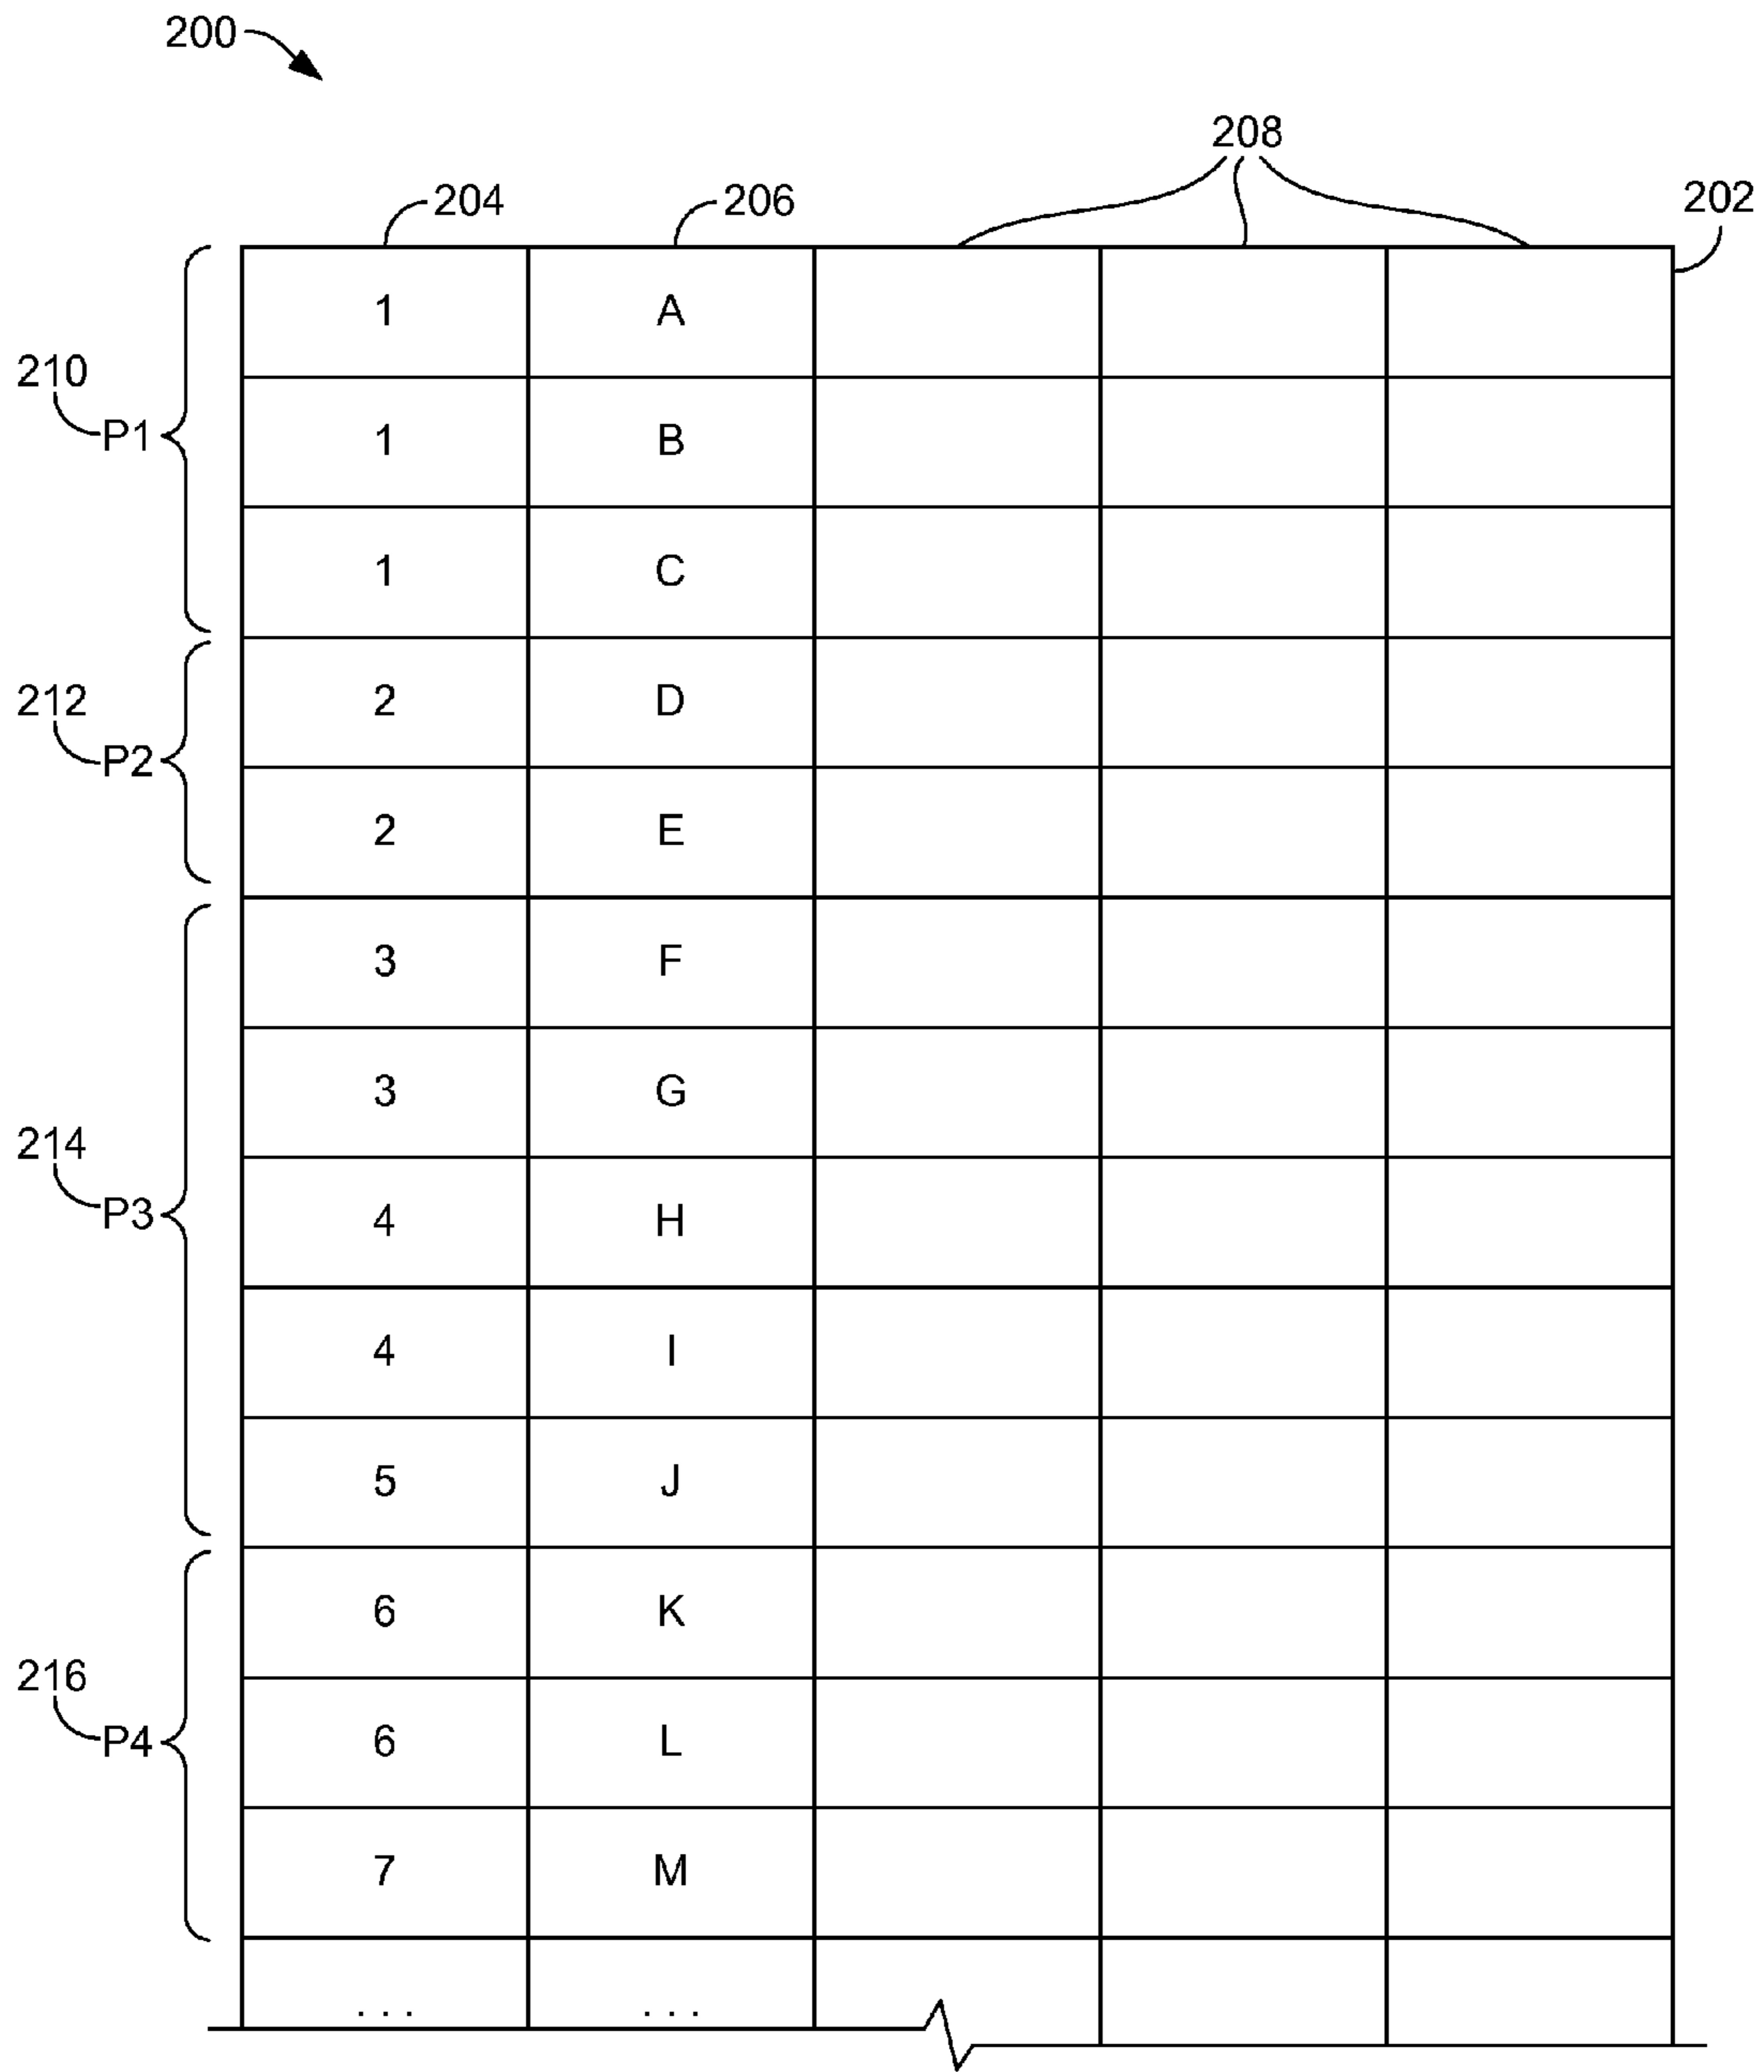 200
208
204 206 202
1 A
210
P1 1 B
1 C
212 2 D
P2
2 E
3 F
3 G
214
P3 4 H
4 I
5 J
6 K
216
P4 6 L
7 M
... ...